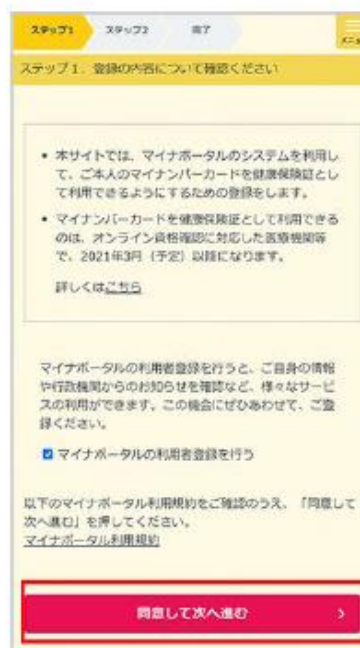 ステップ1 ステップ2 完了
メニュー
ステップ1．登録の内容について確認ください
• 本サイトでは、マイナポータルのシステムを利用し
て、ご本人のマイナンバーカードを健康保険証とし
て利用できるようにするための登録をします。
• マイナンバーカードを健康保険証として利用できる
のは、オンライン資格確認に対応した医療機関等
で、2021年3月（予定）以降になります。
詳しくはこちら
マイナポータルの利用者登録を行うと、ご自身の情報
や行政機関からのお知らせを確認など、様々なサービ
スの利用ができます。この機会にぜひあわせて、ご登
録ください。
マイナポータルの利用者登録を行う
以下のマイナポータル利用規約をご確認のうえ、「同意して
次へ進む」を押してください。
マイナポータル利用規約
同意して次へ進む